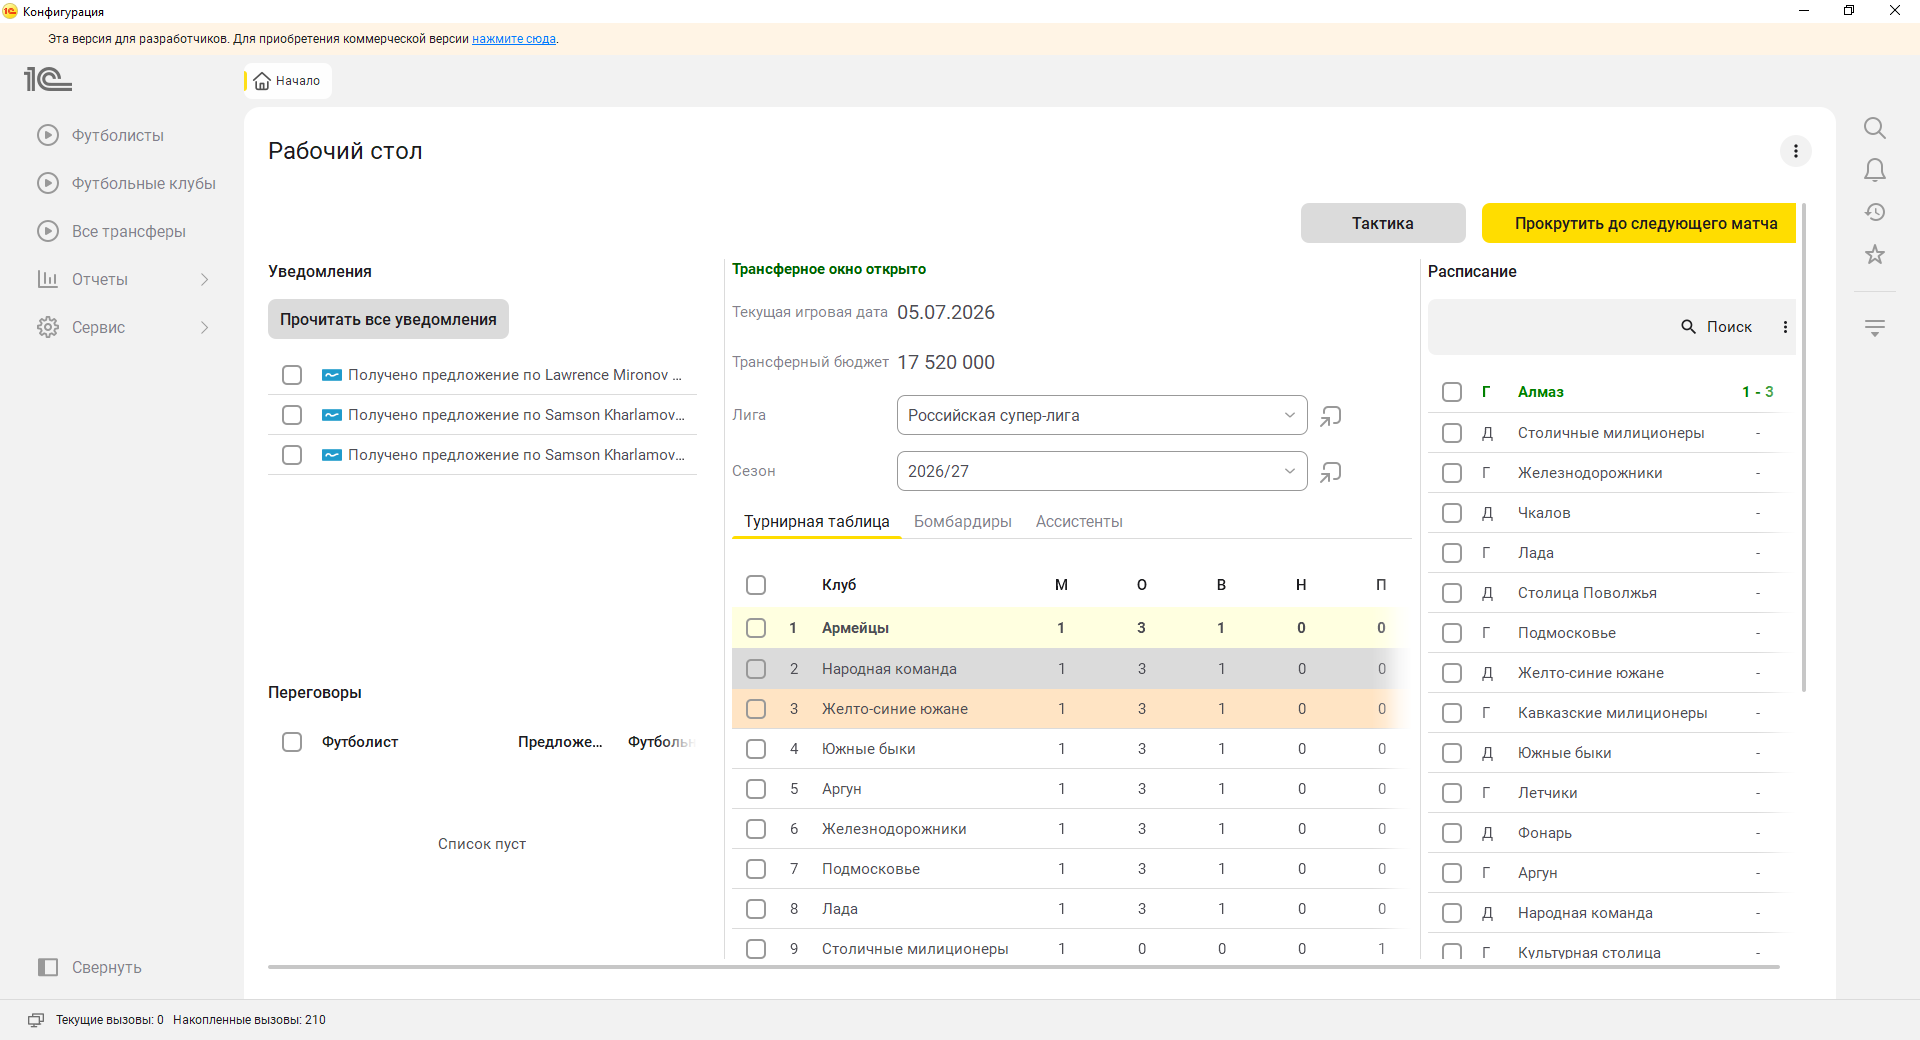 Конфигурация
Эта версия для разработчиков. Для приобретения коммерческой версии нажмите сюда.
1С
Начало
Футболисты
Футбольные клубы
Все трансферы
Отчеты
Сервис
Свернуть
Рабочий стол
Тактика
Прокрутить до следующего матча
Уведомления
Прочитать все уведомления
Получено предложение по Lawrence Mironov ...
Получено предложение по Samson Kharlamov...
Получено предложение по Samson Kharlamov...
Переговоры
Футболист Предложе... Футбольн
Список пуст
Трансферное окно открыто
Текущая игровая дата 05.07.2026
Трансферный бюджет 17 520 000
Лига Российская супер-лига
Сезон 2026/27
Турнирная таблица Бомбардиры Ассистенты
Клуб М О В Н П
1 Армейцы 1 3 1 0 0
2 Народная команда 1 3 1 0 0
3 Желто-синие южане 1 3 1 0 0
4 Южные быки 1 3 1 0 0
5 Аргун 1 3 1 0 0
6 Железнодорожники 1 3 1 0 0
7 Подмосковье 1 3 1 0 0
8 Лада 1 3 1 0 0
9 Столичные милиционеры 1 0 0 0 1
Расписание
Поиск
Г Алмаз 1 - 3
Д Столичные милиционеры -
Г Железнодорожники -
Д Чкалов -
Г Лада -
Д Столица Поволжья -
Г Подмосковье -
Д Желто-синие южане -
Г Кавказские милиционеры -
Д Южные быки -
Г Летчики -
Д Фонарь -
Г Аргун -
Д Народная команда -
Г Культурная столица -
Текущие вызовы: 0 Накопленные вызовы: 210